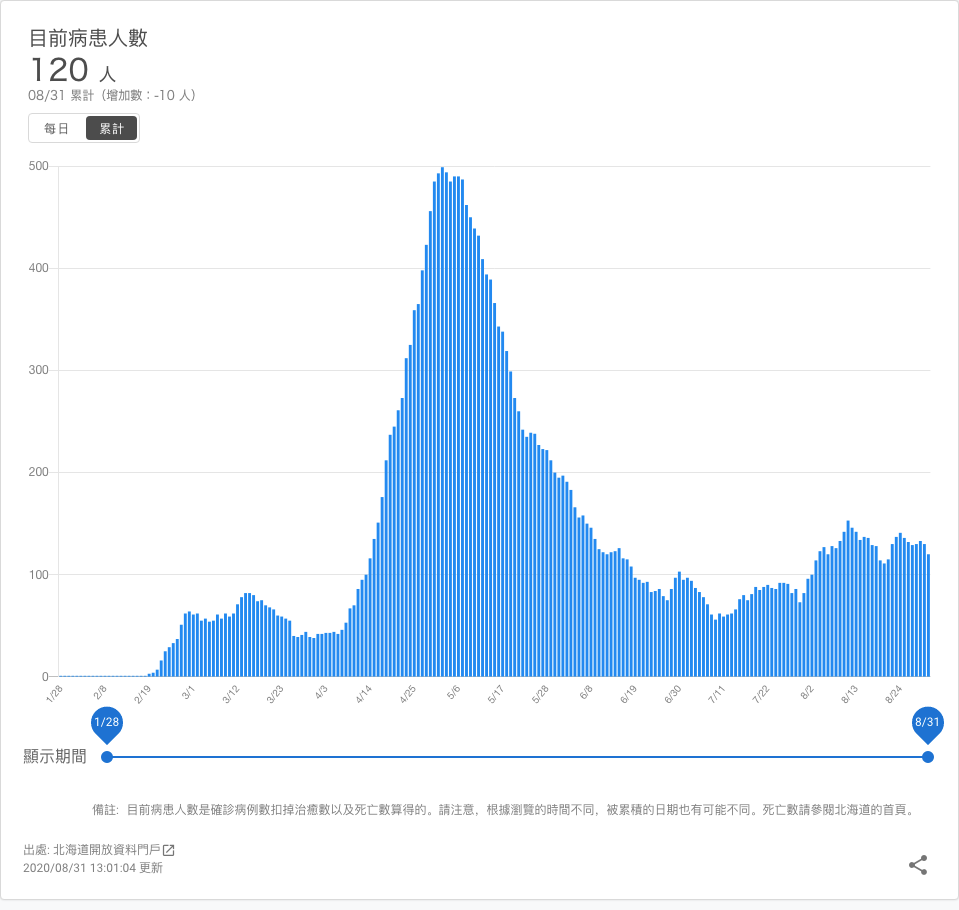 目前病患人數
120 人
08/31 累計（增加數：-10 人）
每日 累計
500
400
300
200
100
0
1/28 2/8 2/19 3/1 3/12 3/23 4/3 4/14 4/25 5/6 5/17 5/28 6/8 6/19 6/30 7/11 7/22 8/2 8/13 8/24
1/28 8/31
顯示期間
備註: 目前病患人數是確診病例數扣掉治癒數以及死亡數算得的。請注意，根據瀏覽的時間不同，被累積的日期也有可能不同。死亡數請參閱北海道的首頁。
出處: 北海道開放資料門戶
2020/08/31 13:01:04 更新